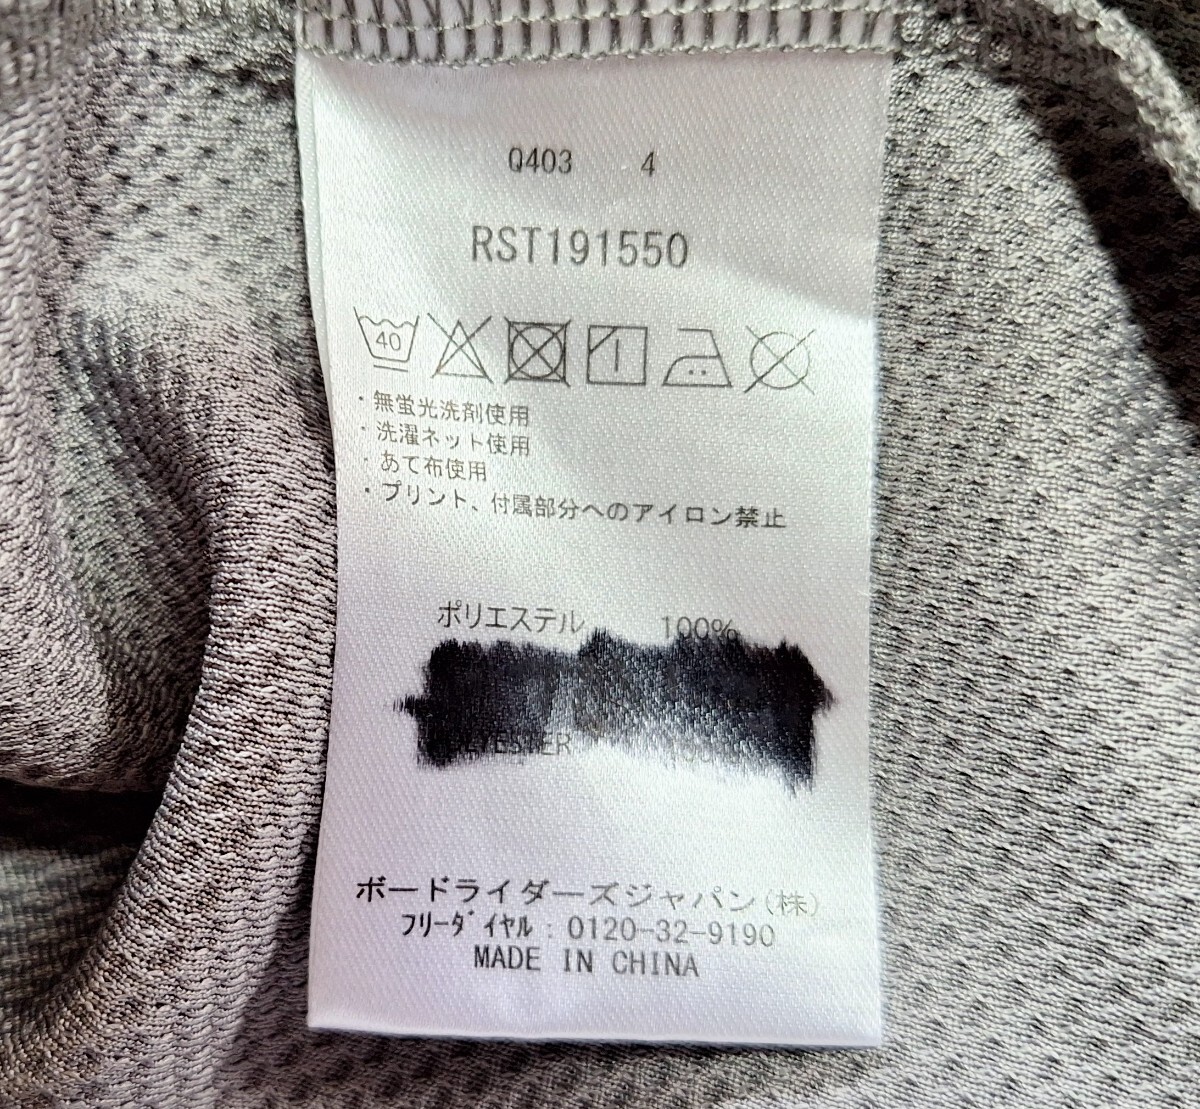 Q403 4
RST191550
40
・無蛍光洗剤使用
・洗濯ネット使用
・あて布使用
・プリント、付属部分へのアイロン禁止
ポリエステル 100%
ボードライダーズジャパン(株)
フリーダイヤル:0120-32-9190
MADE IN CHINA